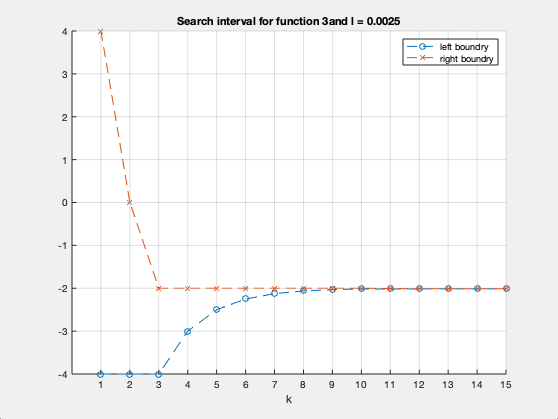 Search interval for function 3and l = 0.0025
left boundry
right boundry
4
4
3
2
1
0
-1
-2
-3
-4
1 2 3 4 5 6 7 8 9 10 11 12 13 14 15
k